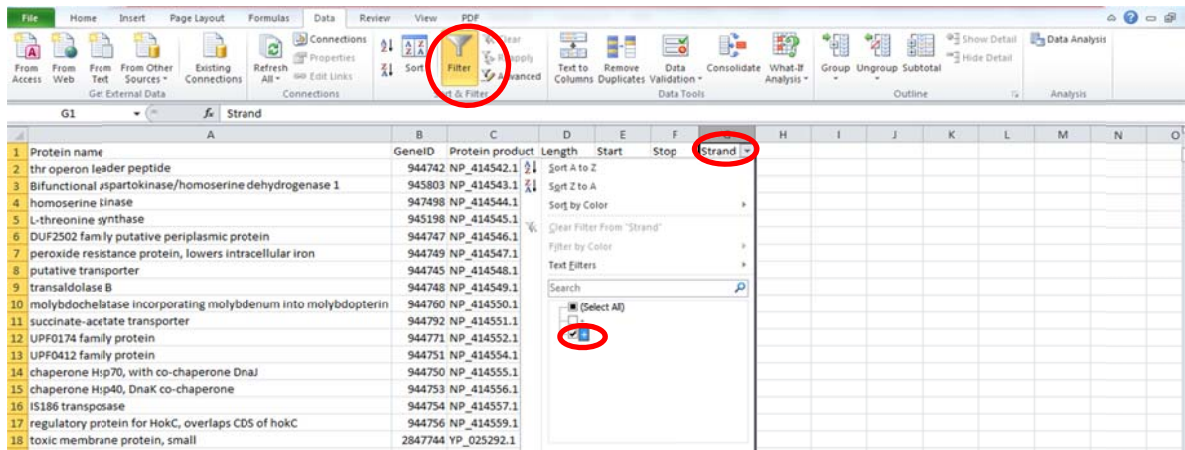 File Home Insert Page Layout Formulas Data Review View PDF
Connections Clear Show Detail Data Analysis
Properties Reapply Hide Detail
From From From From Other Existing Refresh Edit Links Sort Filter Advanced Text to Remove Data Consolidate What-If Group Ungroup Subtotal
Access Web Text Sources Connections All Columns Duplicates Validation Analysis
Get External Data Connections Sort & Filter Data Tools Outline Analysis
G1 fx Strand
A B C D E F G H I J K L M N O
1 Protein name GeneID Protein product Length Start Stop Strand
2 thr operon leader peptide 944742 NP_414542.1 Sort A to Z
3 Bifunctional aspartokinase/homoserine dehydrogenase 1 945803 NP_414543.1 Sort Z to A
4 homoserine kinase 947498 NP_414544.1 Sort by Color
5 L-threonine synthase 945198 NP_414545.1 Clear Filter From "Strand"
6 DUF2502 family putative periplasmic protein 944747 NP_414546.1 Filter by Color
7 peroxide resistance protein, lowers intracellular iron 944749 NP_414547.1
8 putative transporter 944745 NP_414548.1 Text Filters
9 transaldolase B 944748 NP_414549.1 Search
10 molybdochelatase incorporating molybdenum into molybdopterin 944760 NP_414550.1 (Select All)
11 succinate-acetate transporter 944792 NP_414551.1 -
12 UPF0174 family protein 944771 NP_414552.1 +
13 UPF0412 family protein 944751 NP_414554.1
14 chaperone Hsp70, with co-chaperone DnaJ 944750 NP_414555.1
15 chaperone Hsp40, DnaK co-chaperone 944753 NP_414556.1
16 IS186 transposase 944754 NP_414557.1
17 regulatory protein for HokC, overlaps CDS of hokC 944756 NP_414559.1
18 toxic membrane protein, small 2847744 YP_025292.1